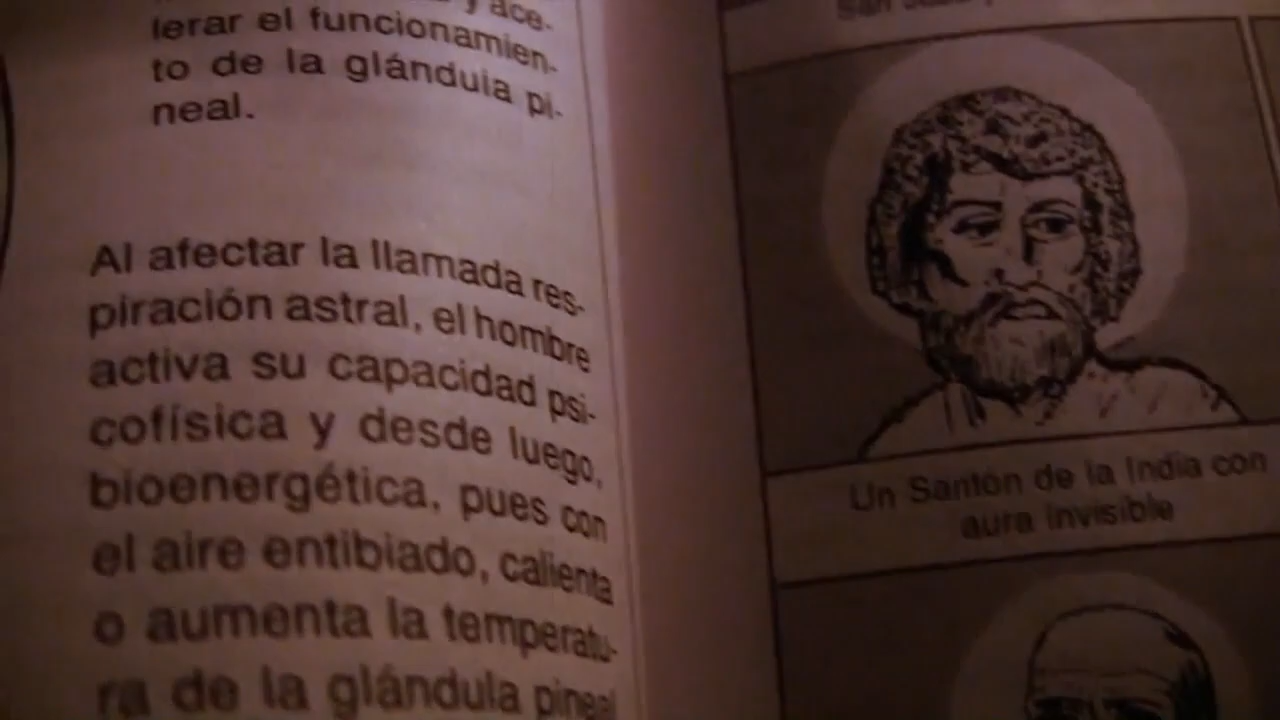 y ace-
lerar el funcionamien-
to de la glándula pi-
neal.
Al afectar la llamada res-
piración astral, el hombre
activa su capacidad psi-
cofísica y desde luego,
bioenergética, pues con
el aire entibiado, calienta
o aumenta la temperatu-
ra de la glándula pineal
San
Un Santón de la India con
aura invisible